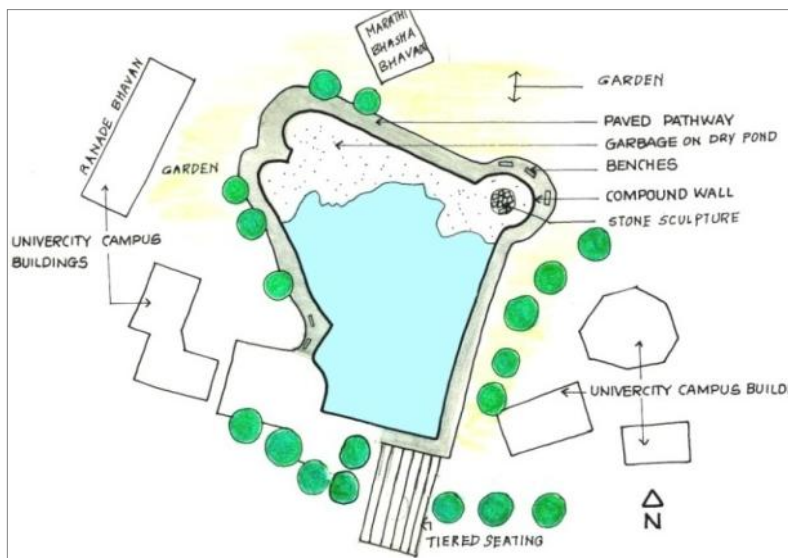 MARATHI
BHASHA
BHAVAN
RANADE BHAVAN
GARDEN
PAVED PATHWAY
GARBAGE ON DRY POND
BENCHES
GARDEN
COMPOUND WALL
STONE SCULPTURE
UNIVERCITY CAMPUS
BUILDINGS
UNIVERCITY CAMPUS BUILD
N
TIERED SEATING